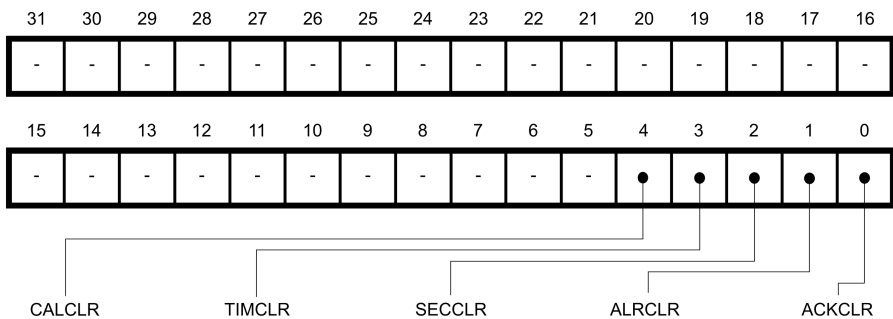 31 30 29 28 27 26 25 24 23 22 21 20 19 18 17 16
- - - - - - - - - - - - - - - -
15 14 13 12 11 10 9 8 7 6 5 4 3 2 1 0
- - - - - - - - - - -
CALCLR TIMCLR SECCLR ALRCLR ACKCLR